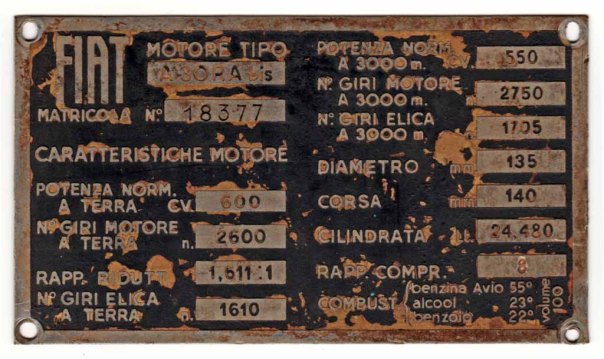 FIAT
MOTORE TIPO
MATRICOLA N° 18377
CARATTERISTICHE MOTORE
POTENZA NORM.
A TERRA. CV. 600
N° GIRI MOTORE
A TERRA n. 2600
RAPP. RIDUTT. 1,611:1
N° GIRI ELICA
A TERRA n. 1610
POTENZA NORM.
A 3000 m. CV. 550
N° GIRI MOTORE
A 3000 m. n. 2750
N° GIRI ELICA
A 3000 m. 1705
DIAMETRO mm 135
CORSA mm 140
CILINDRATA Lt. 24.480
RAPP. COMPR. 8
COMBUST. benzina Avio 55°
alcool 23°
benzolo 22°
volume 100